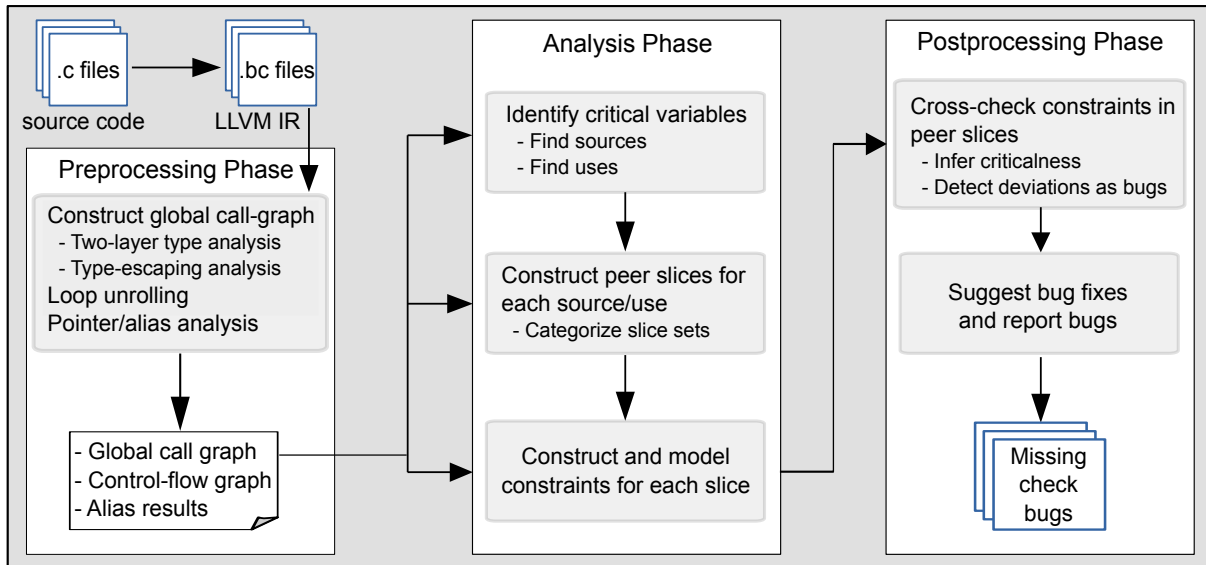 .c files
.bc files
source code
LLVM IR
Preprocessing Phase
Construct global call-graph
- Two-layer type analysis
- Type-escaping analysis
Loop unrolling
Pointer/alias analysis
- Global call graph
- Control-flow graph
- Alias results
Analysis Phase
Identify critical variables
- Find sources
- Find uses
Construct peer slices for
each source/use
- Categorize slice sets
Construct and model
constraints for each slice
Postprocessing Phase
Cross-check constraints in
peer slices
- Infer criticalness
- Detect deviations as bugs
Suggest bug fixes
and report bugs
Missing
check
bugs